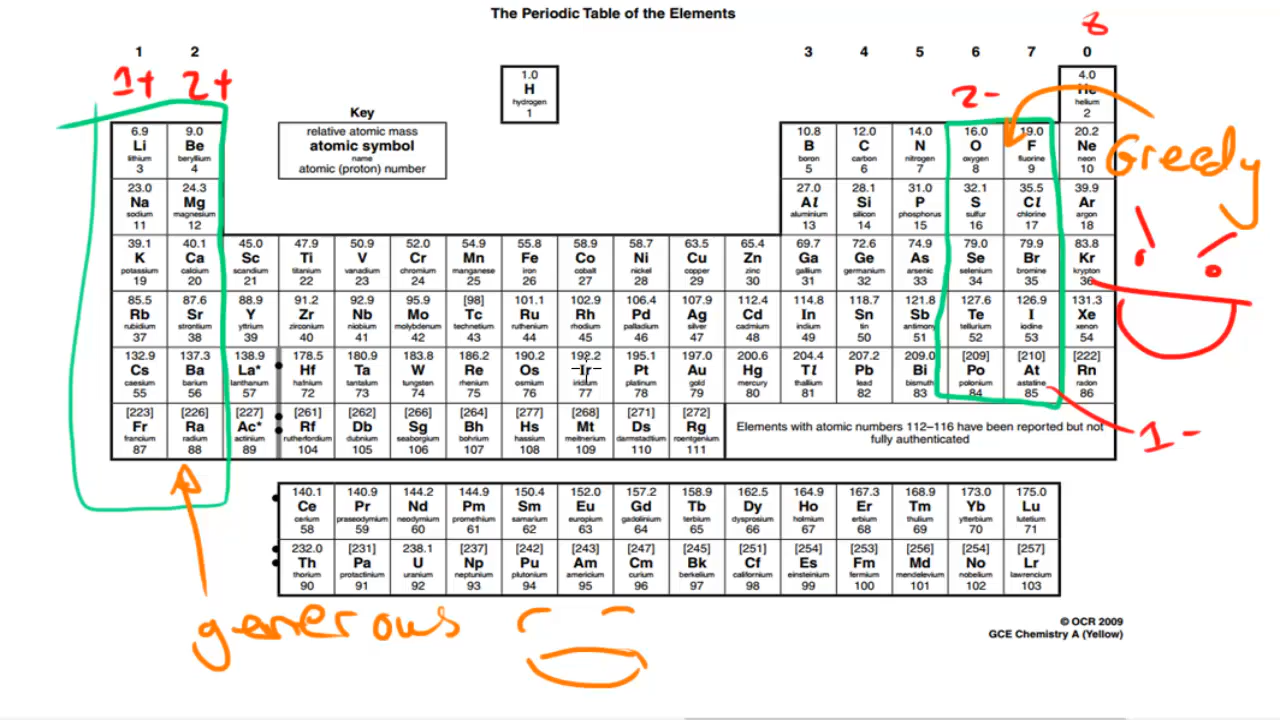 The Periodic Table of the Elements
8
1 2 3 4 5 6 7 0
1+ 2+ 2-
1.0 4.0
H He
hydrogen helium
1 2
Key
relative atomic mass
atomic symbol
name
atomic (proton) number
6.9 9.0 10.8 12.0 14.0 16.0 19.0 20.2
Li Be B C N O F Ne
lithium beryllium boron carbon nitrogen oxygen fluorine neon
3 4 5 6 7 8 9 10
Greedy
23.0 24.3 27.0 28.1 31.0 32.1 35.5 39.9
Na Mg Al Si P S Cl Ar
sodium magnesium aluminium silicon phosphorus sulfur chlorine argon
11 12 13 14 15 16 17 18
39.1 40.1 45.0 47.9 50.9 52.0 54.9 55.8 58.9 58.7 63.5 65.4 69.7 72.6 74.9 79.0 79.9 83.8
K Ca Sc Ti V Cr Mn Fe Co Ni Cu Zn Ga Ge As Se Br Kr
potassium calcium scandium titanium vanadium chromium manganese iron cobalt nickel copper zinc gallium germanium arsenic selenium bromine krypton
19 20 21 22 23 24 25 26 27 28 29 30 31 32 33 34 35 36
85.5 87.6 88.9 91.2 92.9 95.9 [98] 101.1 102.9 106.4 107.9 112.4 114.8 118.7 121.8 127.6 126.9 131.3
Rb Sr Y Zr Nb Mo Tc Ru Rh Pd Ag Cd In Sn Sb Te I Xe
rubidium strontium yttrium zirconium niobium molybdenum technetium ruthenium rhodium palladium silver cadmium indium tin antimony tellurium iodine xenon
37 38 39 40 41 42 43 44 45 46 47 48 49 50 51 52 53 54
132.9 137.3 138.9 178.5 180.9 183.8 186.2 190.2 192.2 195.1 197.0 200.6 204.4 207.2 209.0 [209] [210] [222]
Cs Ba La* Hf Ta W Re Os Ir Pt Au Hg Tl Pb Bi Po At Rn
caesium barium lanthanum hafnium tantalum tungsten rhenium osmium iridium platinum gold mercury thallium lead bismuth polonium astatine radon
55 56 57 72 73 74 75 76 77 78 79 80 81 82 83 84 85 86
[223] [226] [227] [261] [262] [266] [264] [277] [268] [271] [272]
Fr Ra Ac* Rf Db Sg Bh Hs Mt Ds Rg
francium radium actinium rutherfordium dubnium seaborgium bohrium hassium meitnerium darmstadtium roentgenium
87 88 89 104 105 106 107 108 109 110 111
Elements with atomic numbers 112–116 have been reported but not
fully authenticated
1-
140.1 140.9 144.2 144.9 150.4 152.0 157.2 158.9 162.5 164.9 167.3 168.9 173.0 175.0
Ce Pr Nd Pm Sm Eu Gd Tb Dy Ho Er Tm Yb Lu
cerium praseodymium neodymium promethium samarium europium gadolinium terbium dysprosium holmium erbium thulium ytterbium lutetium
58 59 60 61 62 63 64 65 66 67 68 69 70 71
232.0 [231] 238.1 [237] [242] [243] [247] [245] [251] [254] [253] [256] [254] [257]
Th Pa U Np Pu Am Cm Bk Cf Es Fm Md No Lr
thorium protactinium uranium neptunium plutonium americium curium berkelium californium einsteinium fermium mendelevium nobelium lawrencium
90 91 92 93 94 95 96 97 98 99 100 101 102 103
generous
© OCR 2009
GCE Chemistry A (Yellow)